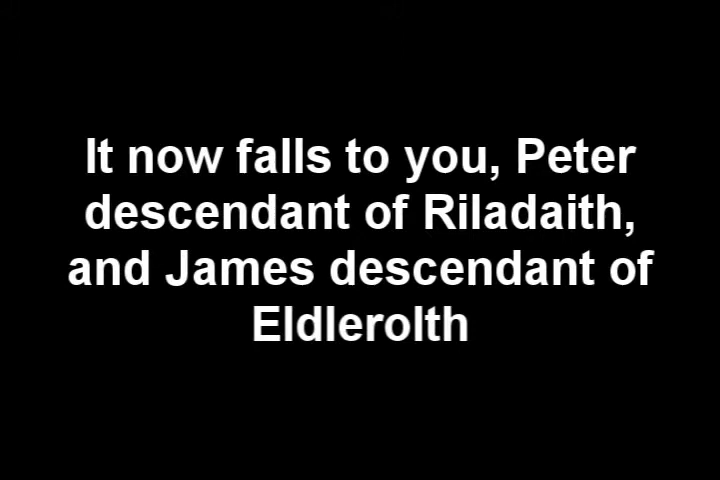 It now falls to you, Peter
descendant of Riladaith,
and James descendant of
Eldlerolth